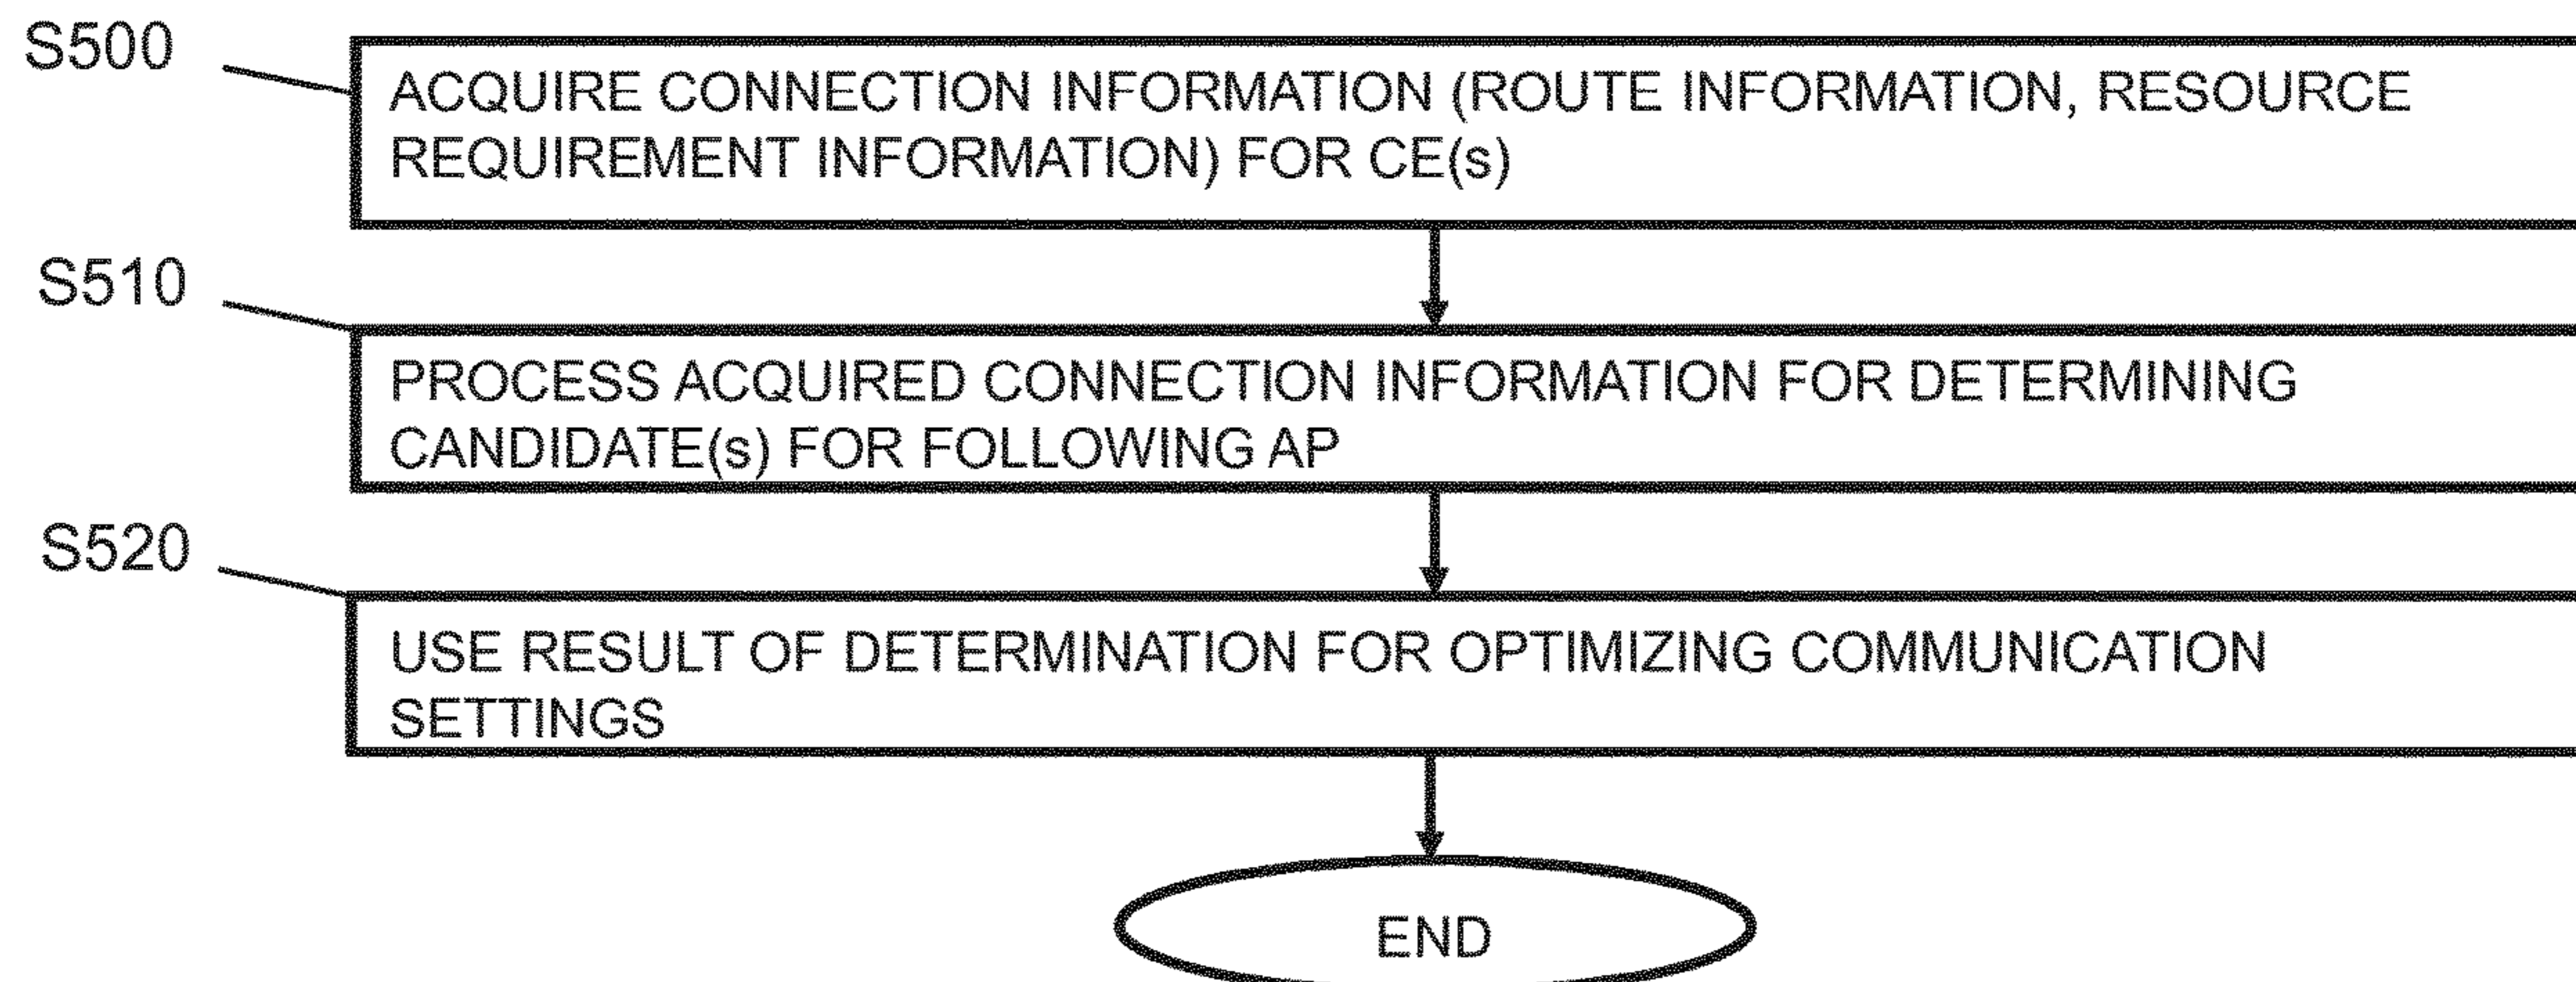 S500
ACQUIRE CONNECTION INFORMATION (ROUTE INFORMATION, RESOURCE
REQUIREMENT INFORMATION) FOR CE(s)
S510
PROCESS ACQUIRED CONNECTION INFORMATION FOR DETERMINING
CANDIDATE(s) FOR FOLLOWING AP
S520
USE RESULT OF DETERMINATION FOR OPTIMIZING COMMUNICATION
SETTINGS
END